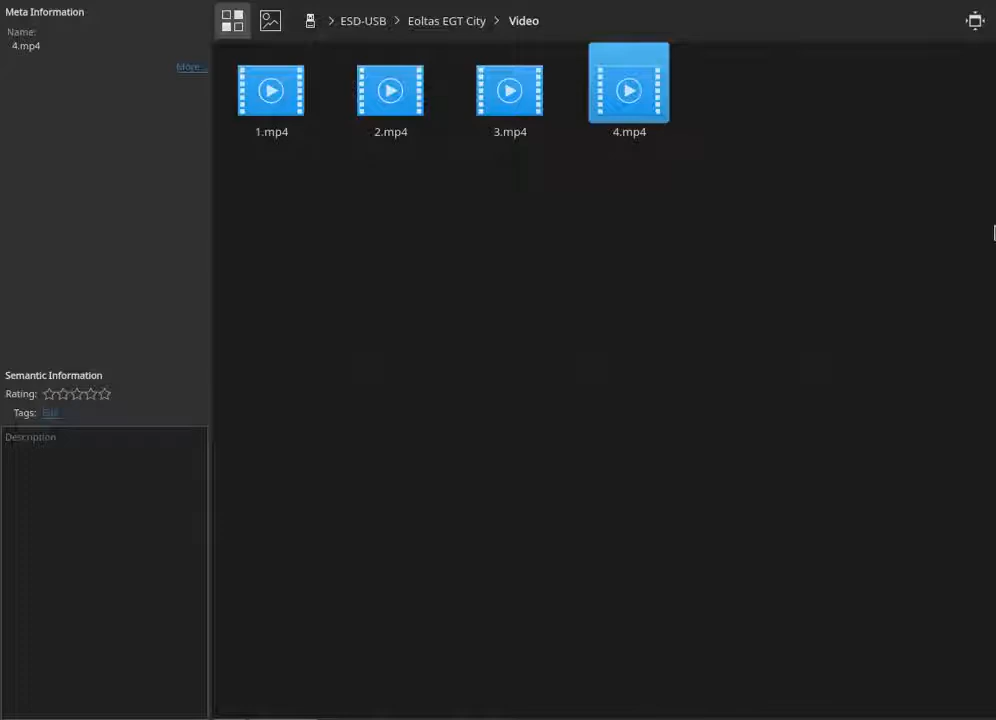 Meta Information
Name:
4.mp4
More...
ESD-USB > Eoltas EGT City > Video
1.mp4
2.mp4
3.mp4
4.mp4
Semantic Information
Rating:
Tags: Edit
Description